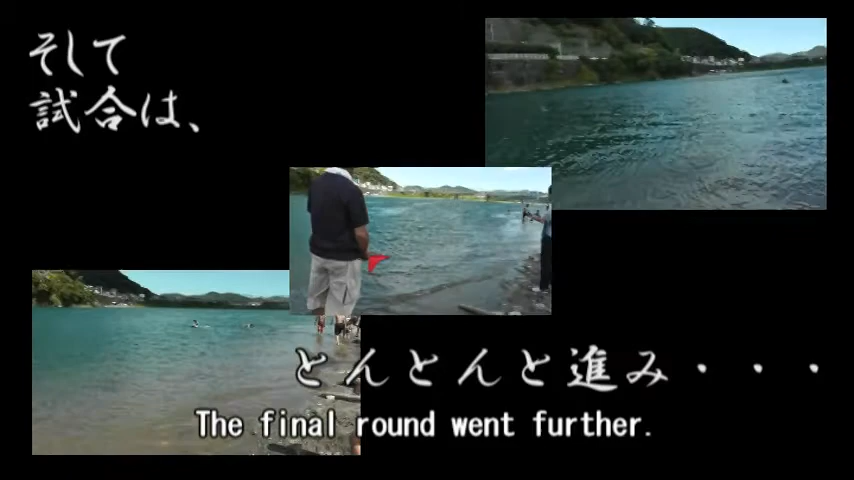 そして
試合は、
とんとんと進み・・・
The final round went further.